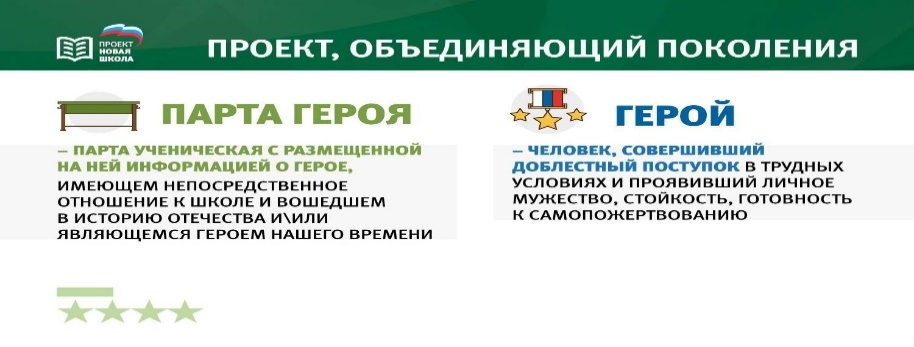 ПРОЕКТ
НОВАЯ
ШКОЛА
ПРОЕКТ, ОБЪЕДИНЯЮЩИЙ ПОКОЛЕНИЯ
ПАРТА ГЕРОЯ
– ПАРТА УЧЕНИЧЕСКАЯ С РАЗМЕЩЕННОЙ
НА НЕЙ ИНФОРМАЦИЕЙ О ГЕРОЕ,
ИМЕЮЩЕМ НЕПОСРЕДСТВЕННОЕ
ОТНОШЕНИЕ К ШКОЛЕ И ВОШЕДШЕМ
В ИСТОРИЮ ОТЕЧЕСТВА И\ИЛИ
ЯВЛЯЮЩЕМСЯ ГЕРОЕМ НАШЕГО ВРЕМЕНИ
ГЕРОЙ
– ЧЕЛОВЕК, СОВЕРШИВШИЙ
ДОБЛЕСТНЫЙ ПОСТУПОК В ТРУДНЫХ
УСЛОВИЯХ И ПРОЯВИВШИЙ ЛИЧНОЕ
МУЖЕСТВО, СТОЙКОСТЬ, ГОТОВНОСТЬ
К САМОПОЖЕРТВОВАНИЮ